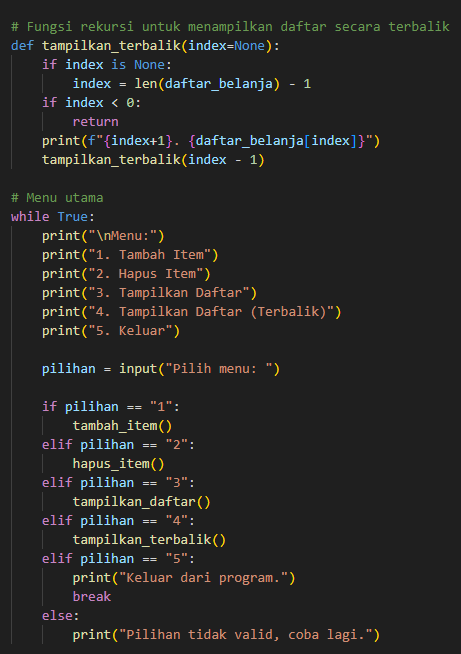 # Fungsi rekursi untuk menampilkan daftar secara terbalik
def tampilkan_terbalik(index=None):
    if index is None:
        index = len(daftar_belanja) - 1
    if index < 0:
        return
    print(f"{index+1}. {daftar_belanja[index]}")
    tampilkan_terbalik(index - 1)

# Menu utama
while True:
    print("\nMenu:")
    print("1. Tambah Item")
    print("2. Hapus Item")
    print("3. Tampilkan Daftar")
    print("4. Tampilkan Daftar (Terbalik)")
    print("5. Keluar")

    pilihan = input("Pilih menu: ")

    if pilihan == "1":
        tambah_item()
    elif pilihan == "2":
        hapus_item()
    elif pilihan == "3":
        tampilkan_daftar()
    elif pilihan == "4":
        tampilkan_terbalik()
    elif pilihan == "5":
        print("Keluar dari program.")
        break
    else:
        print("Pilihan tidak valid, coba lagi.")